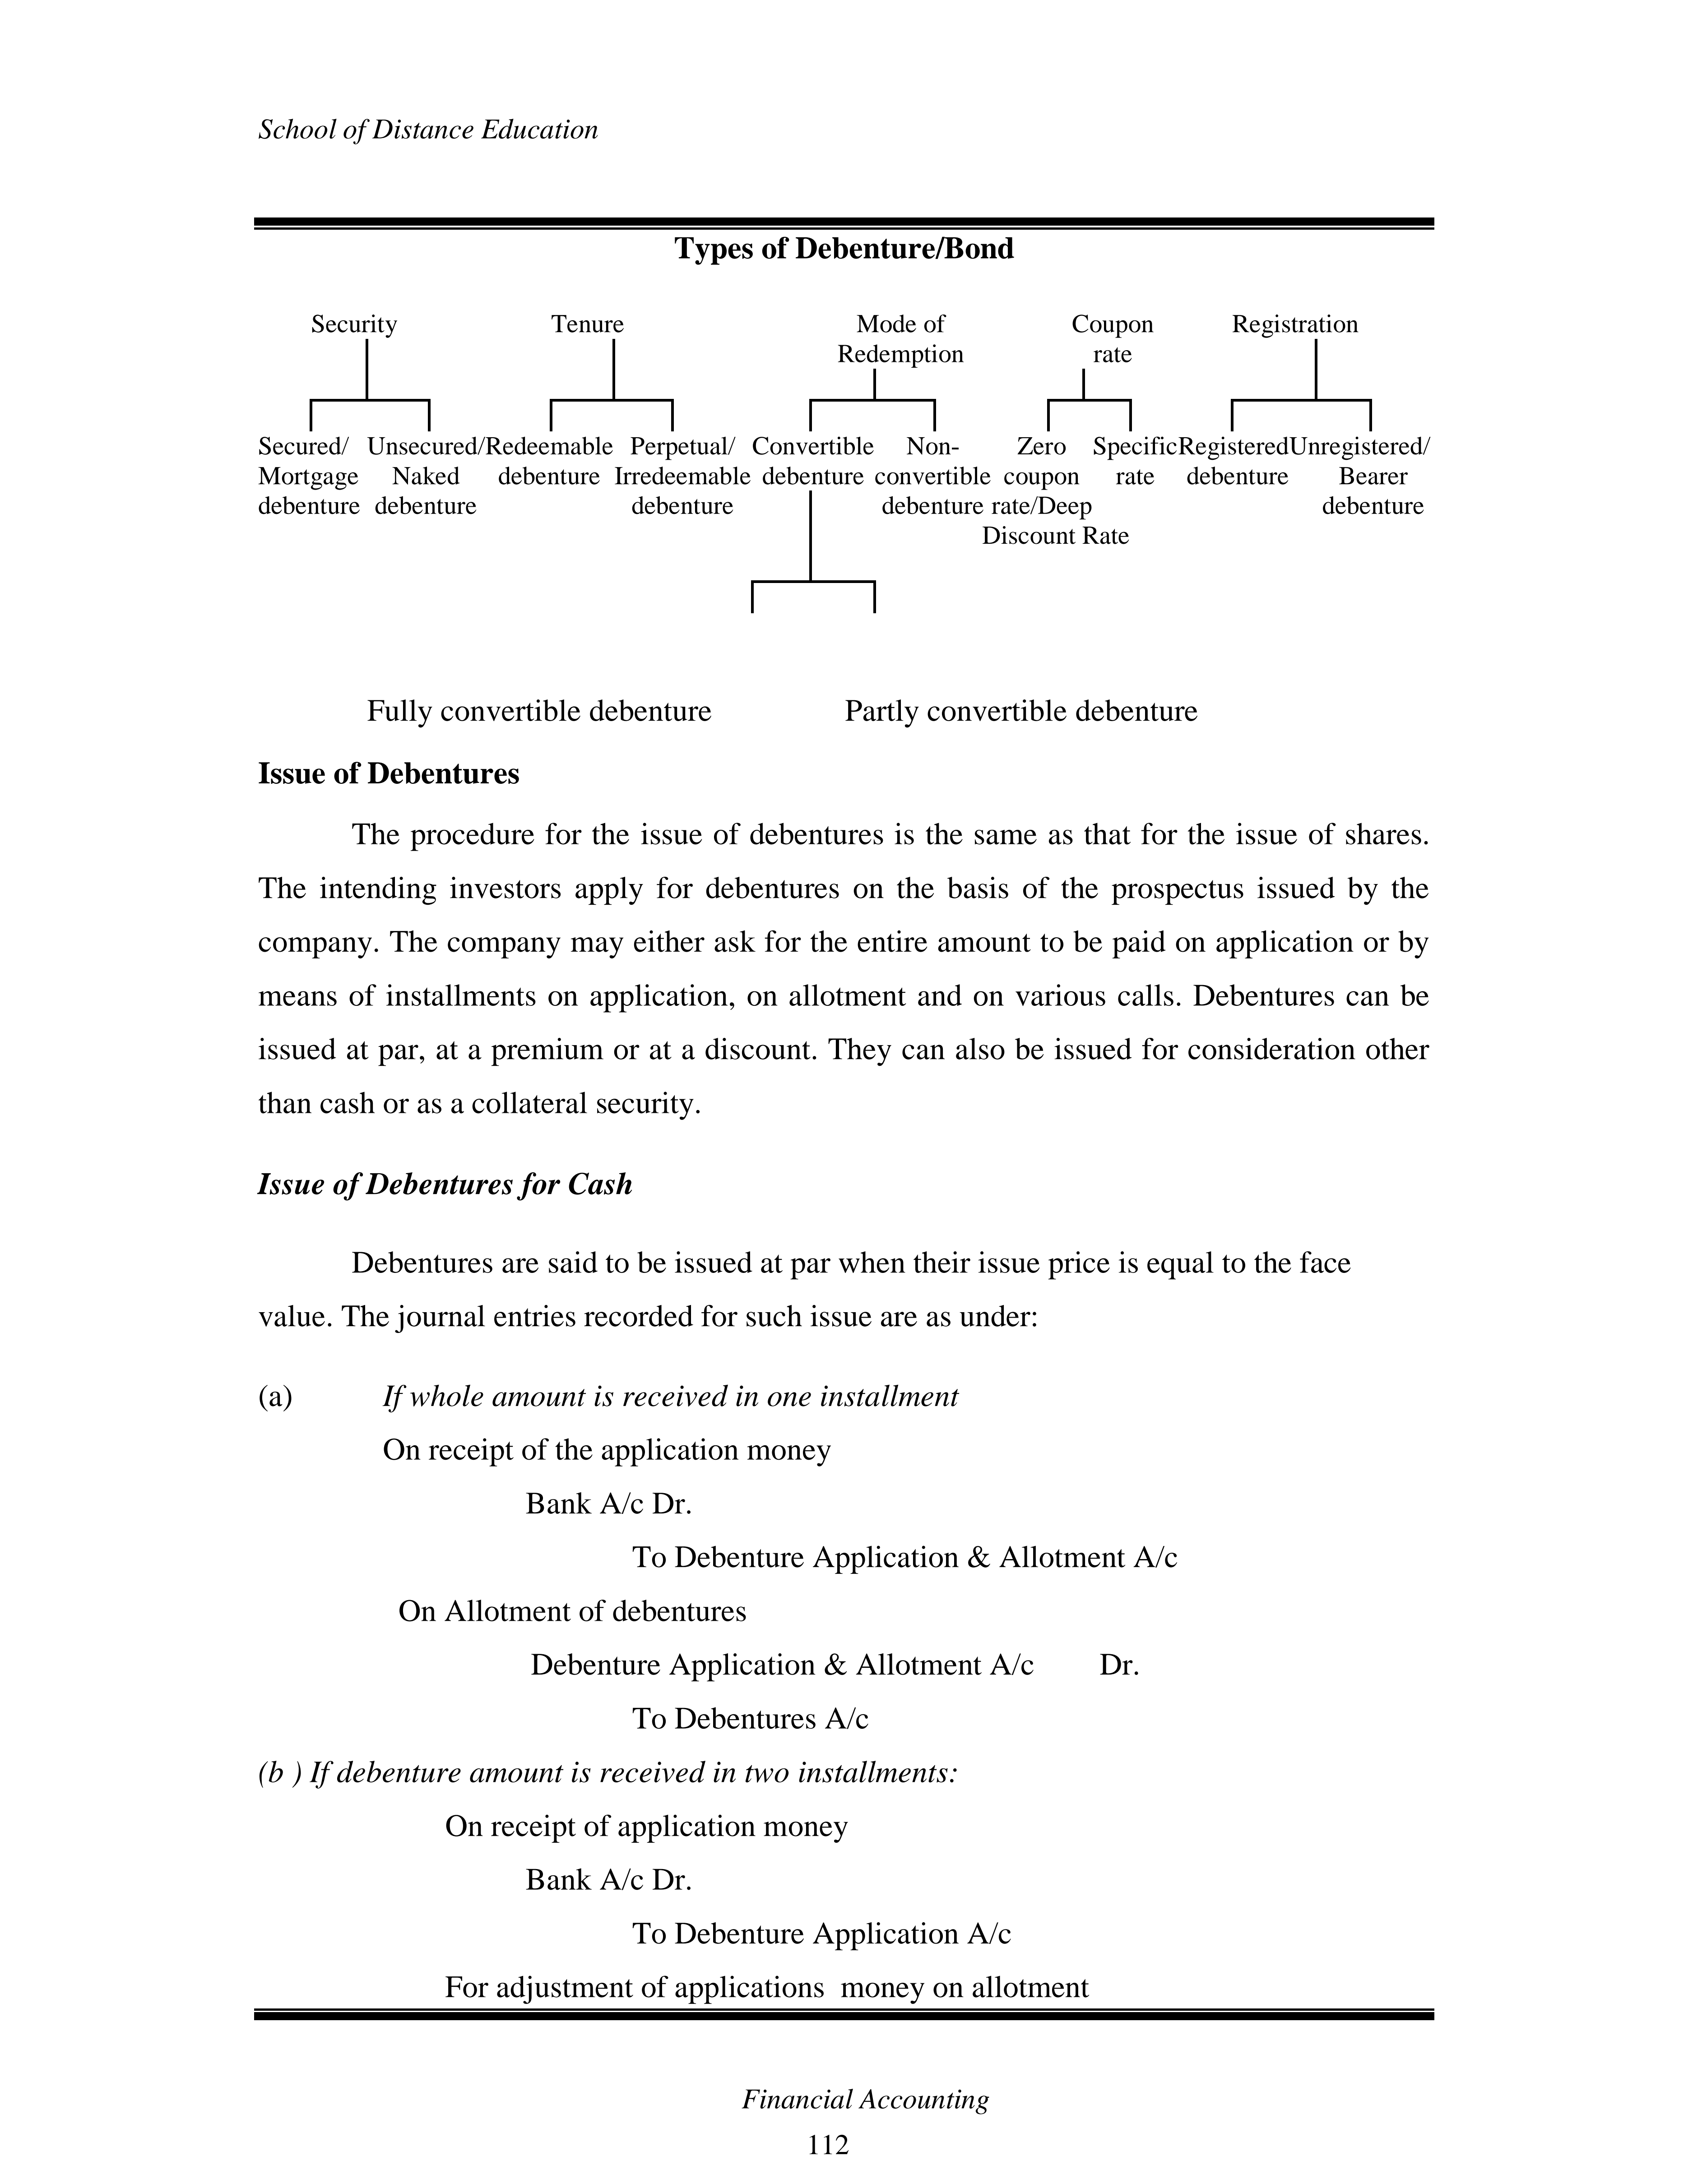 School of Distance Education
Types of Debenture/Bond
Security Tenure Mode of Coupon Registration
Redemption rate
Secured/ Unsecured/Redeemable Perpetual/ Convertible Non- Zero SpecificRegisteredUnregistered/
Mortgage Naked debenture Irredeemable debenture convertible coupon rate debenture Bearer
debenture debenture debenture debenture rate/Deep debenture
Discount Rate
Fully convertible debenture Partly convertible debenture
Issue of Debentures
The procedure for the issue of debentures is the same as that for the issue of shares.
The intending investors apply for debentures on the basis of the prospectus issued by the
company. The company may either ask for the entire amount to be paid on application or by
means of installments on application, on allotment and on various calls. Debentures can be
issued at par, at a premium or at a discount. They can also be issued for consideration other
than cash or as a collateral security.
Issue of Debentures for Cash
Debentures are said to be issued at par when their issue price is equal to the face
value. The journal entries recorded for such issue are as under:
(a) If whole amount is received in one installment
On receipt of the application money
Bank A/c Dr.
To Debenture Application & Allotment A/c
On Allotment of debentures
Debenture Application & Allotment A/c Dr.
To Debentures A/c
(b ) If debenture amount is received in two installments:
On receipt of application money
Bank A/c Dr.
To Debenture Application A/c
For adjustment of applications money on allotment
Financial Accounting
112